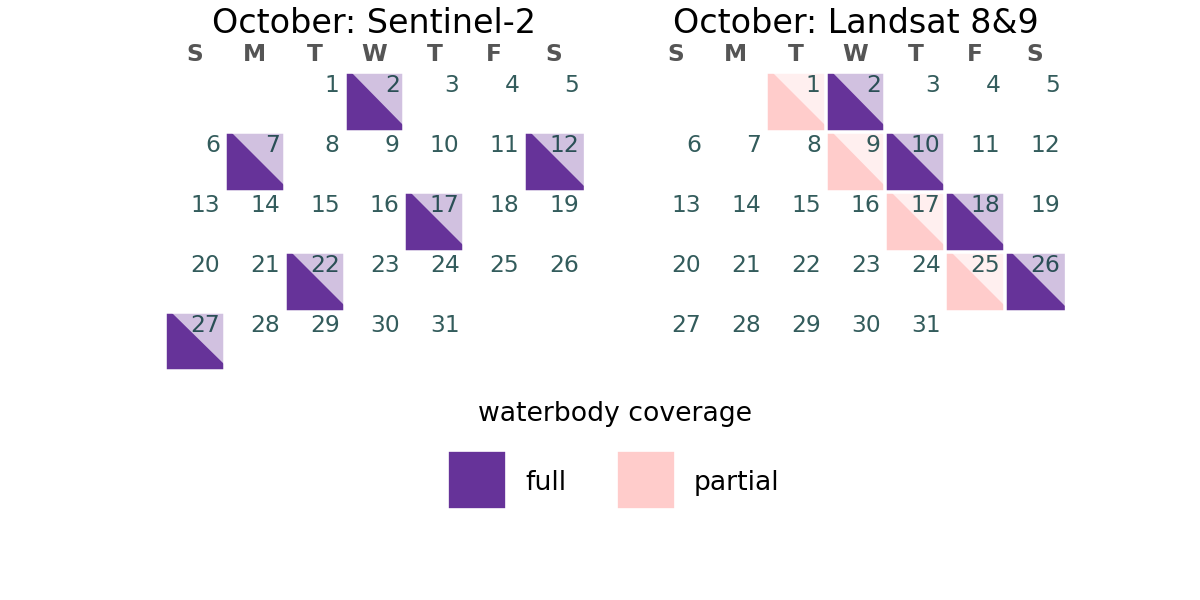 October: Sentinel-2
S M T W T F S
1 2 3 4 5
6 7 8 9 10 11 12
13 14 15 16 17 18 19
20 21 22 23 24 25 26
27 28 29 30 31
October: Landsat 8&9
S M T W T F S
1 2 3 4 5
6 7 8 9 10 11 12
13 14 15 16 17 18 19
20 21 22 23 24 25 26
27 28 29 30 31
waterbody coverage
full partial